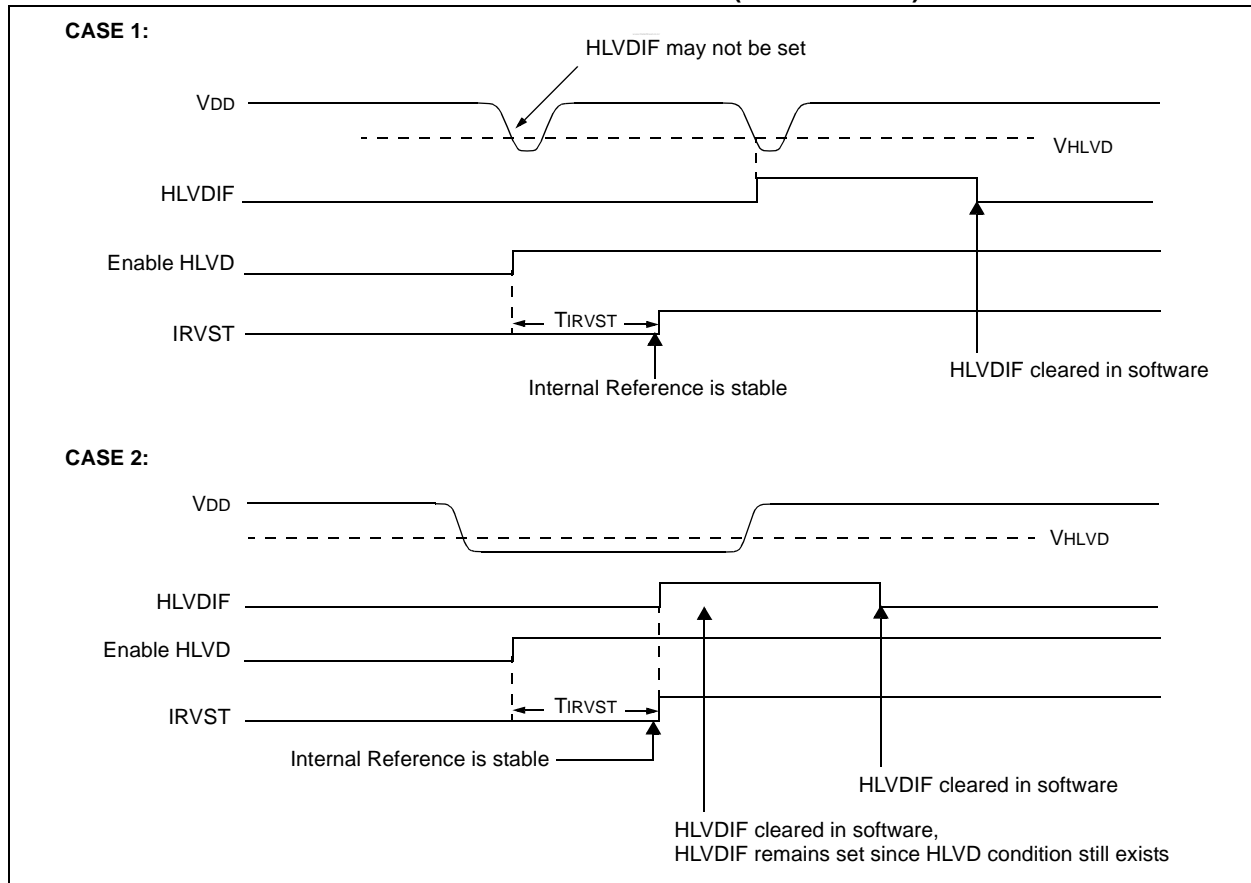 CASE 1:
HLVDIF may not be set
VDD
VHLVD
HLVDIF
Enable HLVD
TIRVST
IRVST
HLVDIF cleared in software
Internal Reference is stable
CASE 2:
VDD
VHLVD
HLVDIF
Enable HLVD
TIRVST
IRVST
Internal Reference is stable
HLVDIF cleared in software
HLVDIF cleared in software,
HLVDIF remains set since HLVD condition still exists